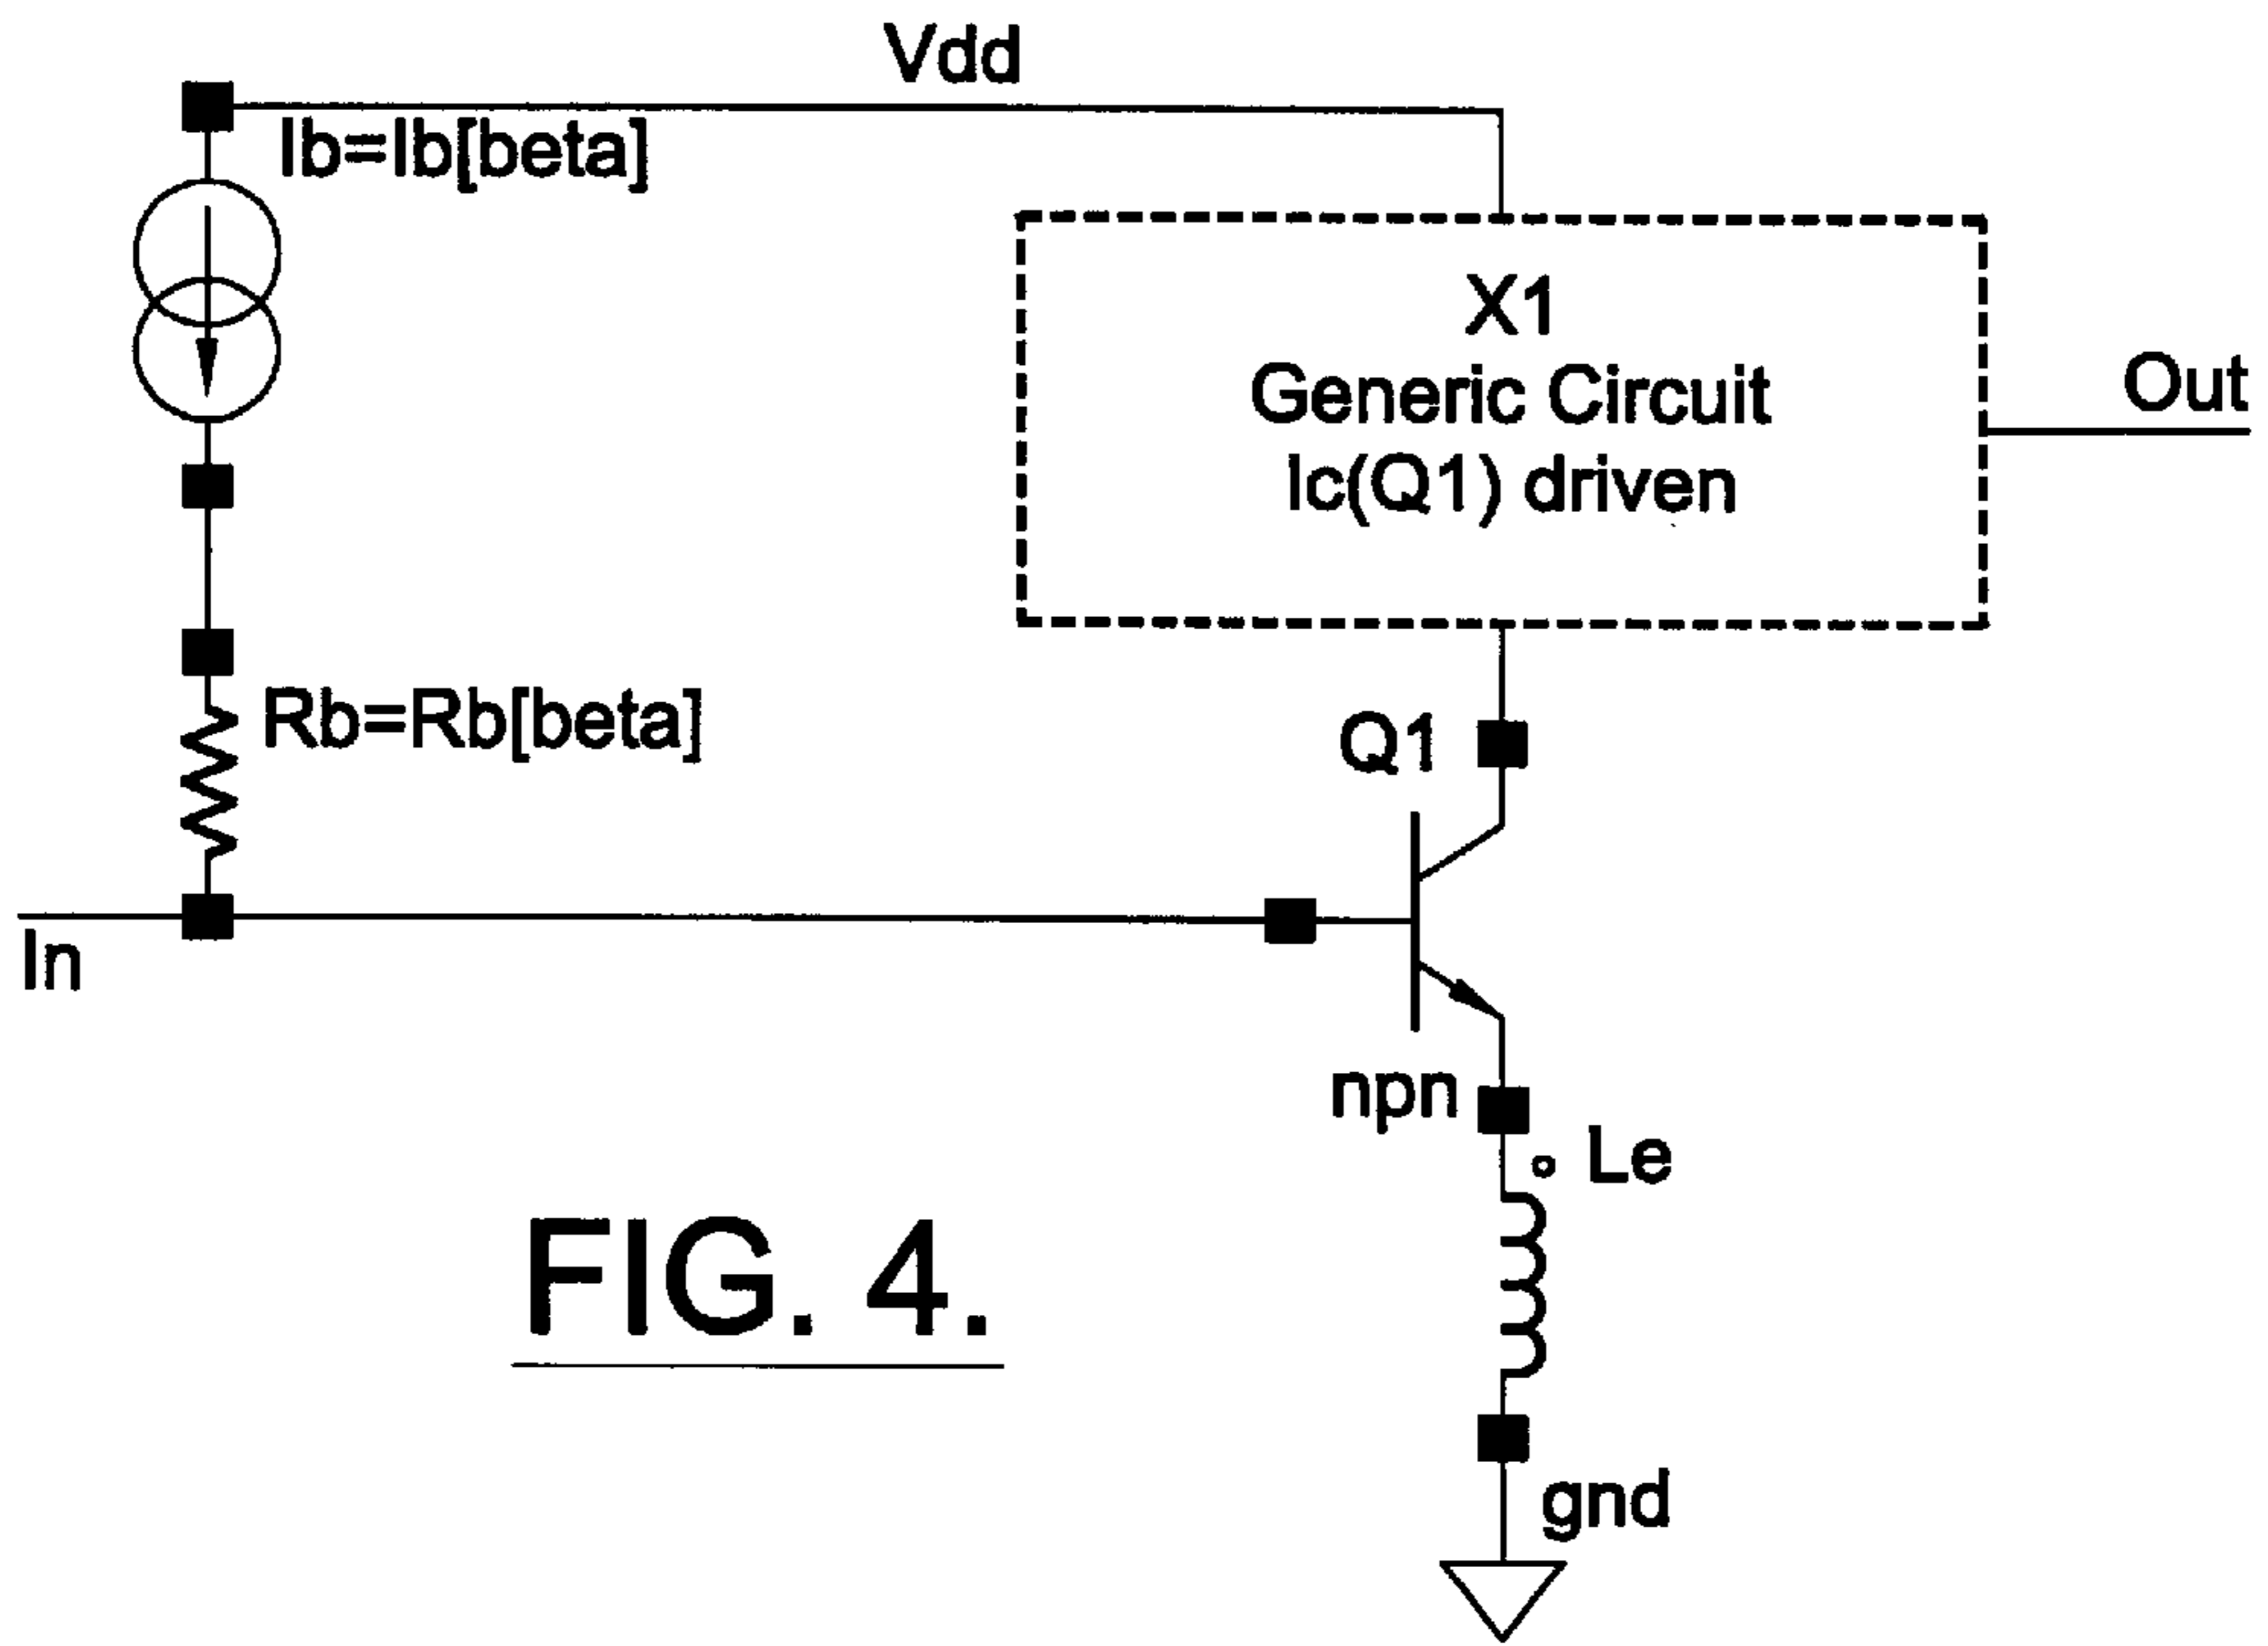 Vdd
Ib=Ib[beta]
X1
Generic Circuit
Ic(Q1) driven
Out
Rb=Rb[beta]
Q1
In
npn
Le
FIG. 4.
gnd